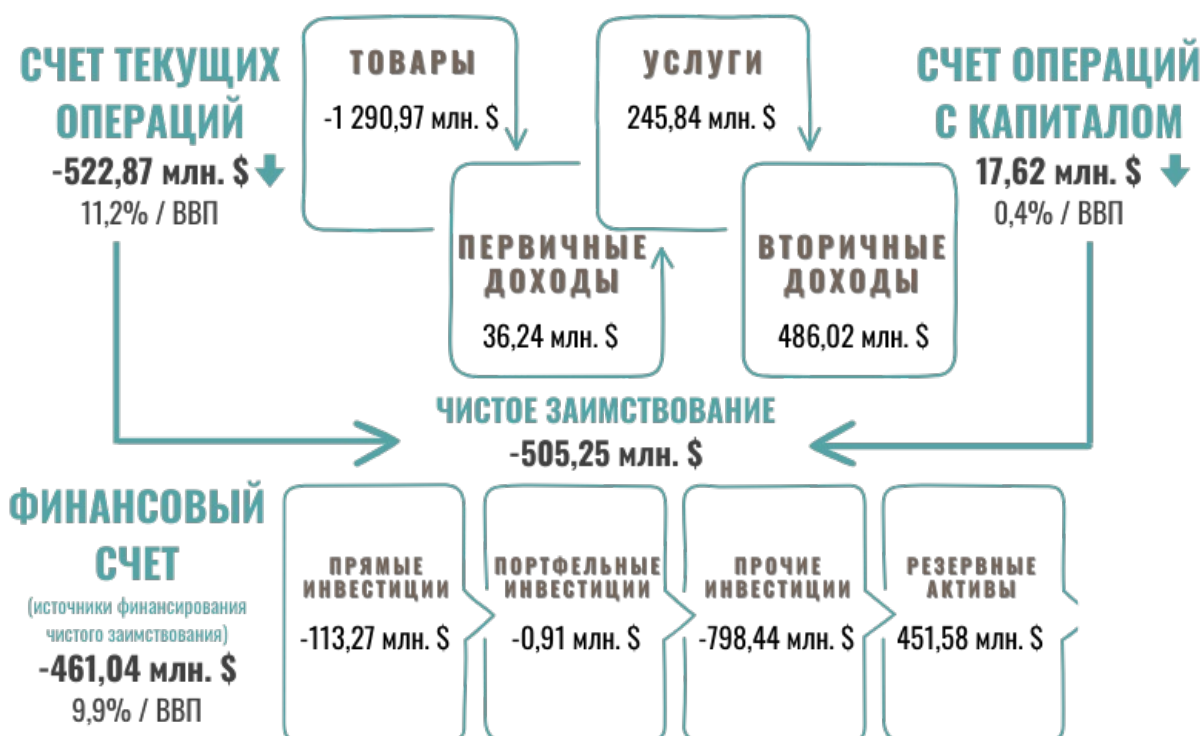 СЧЕТ ТЕКУЩИХ
ОПЕРАЦИЙ
-522,87 млн. $
11,2% / ВВП
ТОВАРЫ
-1 290,97 млн. $
УСЛУГИ
245,84 млн. $
ПЕРВИЧНЫЕ
ДОХОДЫ
36,24 млн. $
ВТОРИЧНЫЕ
ДОХОДЫ
486,02 млн. $
СЧЕТ ОПЕРАЦИЙ
С КАПИТАЛОМ
17,62 млн. $
0,4% / ВВП
ЧИСТОЕ ЗАИМСТВОВАНИЕ
-505,25 млн. $
ФИНАНСОВЫЙ
СЧЕТ
(источники финансирования
чистого заимствования)
-461,04 млн. $
9,9% / ВВП
ПРЯМЫЕ
ИНВЕСТИЦИИ
-113,27 млн. $
ПОРТФЕЛЬНЫЕ
ИНВЕСТИЦИИ
-0,91 млн. $
ПРОЧИЕ
ИНВЕСТИЦИИ
-798,44 млн. $
РЕЗЕРВНЫЕ
АКТИВЫ
451,58 млн. $